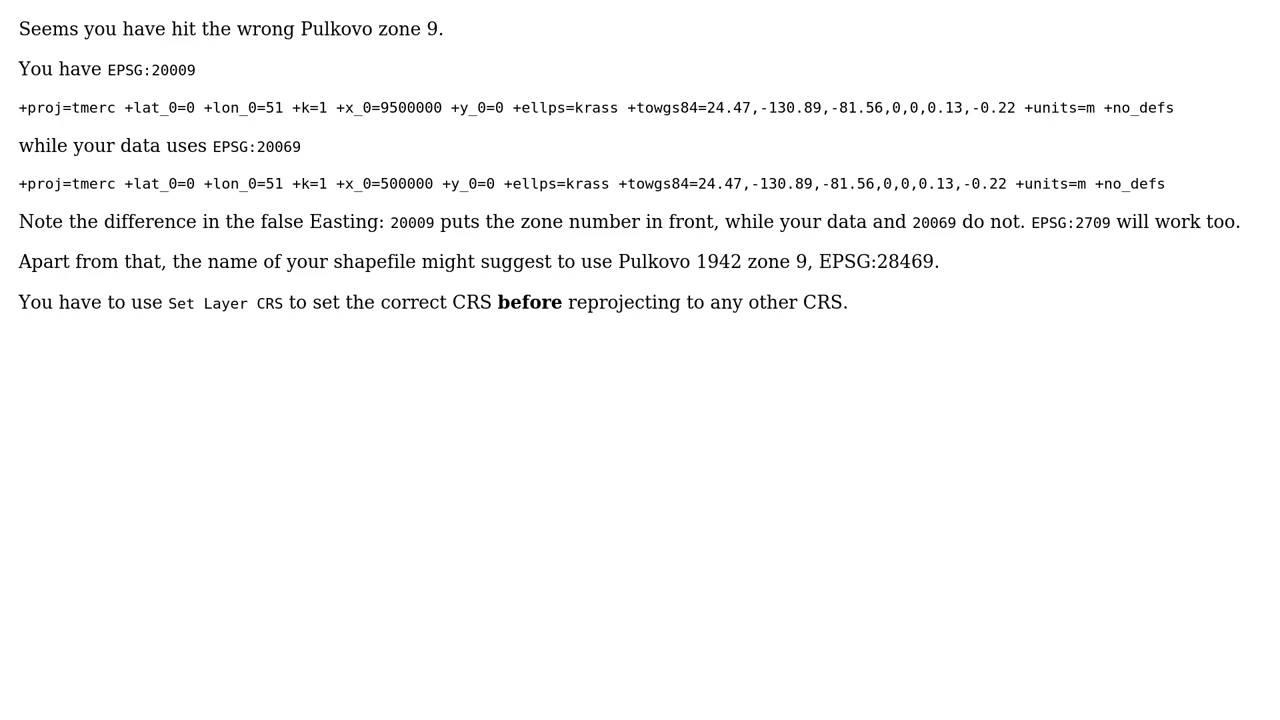 Seems you have hit the wrong Pulkovo zone 9.
You have EPSG:20009
+proj=tmerc +lat_0=0 +lon_0=51 +k=1 +x_0=9500000 +y_0=0 +ellps=krass +towgs84=24.47,-130.89,-81.56,0,0,0.13,-0.22 +units=m +no_defs
while your data uses EPSG:20069
+proj=tmerc +lat_0=0 +lon_0=51 +k=1 +x_0=500000 +y_0=0 +ellps=krass +towgs84=24.47,-130.89,-81.56,0,0,0.13,-0.22 +units=m +no_defs
Note the difference in the false Easting: 20009 puts the zone number in front, while your data and 20069 do not. EPSG:2709 will work too.
Apart from that, the name of your shapefile might suggest to use Pulkovo 1942 zone 9, EPSG:28469.
You have to use Set Layer CRS to set the correct CRS before reprojecting to any other CRS.